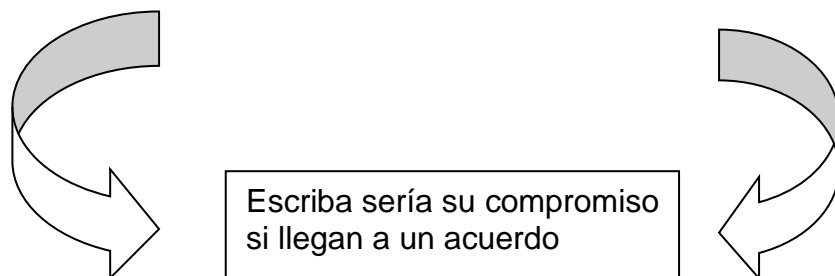 Escriba sería su compromiso
si llegan a un acuerdo